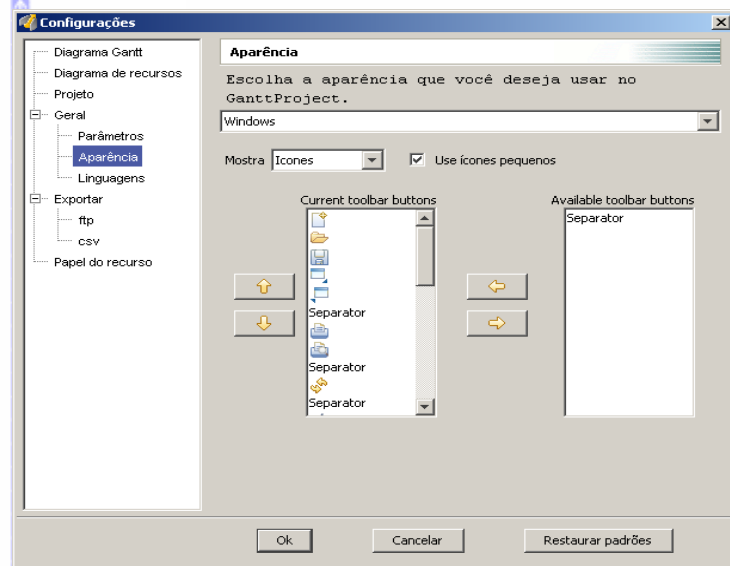 Configurações
Diagrama Gantt
Diagrama de recursos
Projeto
Geral
Parâmetros
Aparência
Linguagens
Exportar
ftp
csv
Papel do recurso
Aparência
Escolha a aparência que você deseja usar no
GanttProject.
Windows
Mostra Icones Use ícones pequenos
Current toolbar buttons
Separator
Separator
Separator
Available toolbar buttons
Separator
Ok Cancelar Restaurar padrões